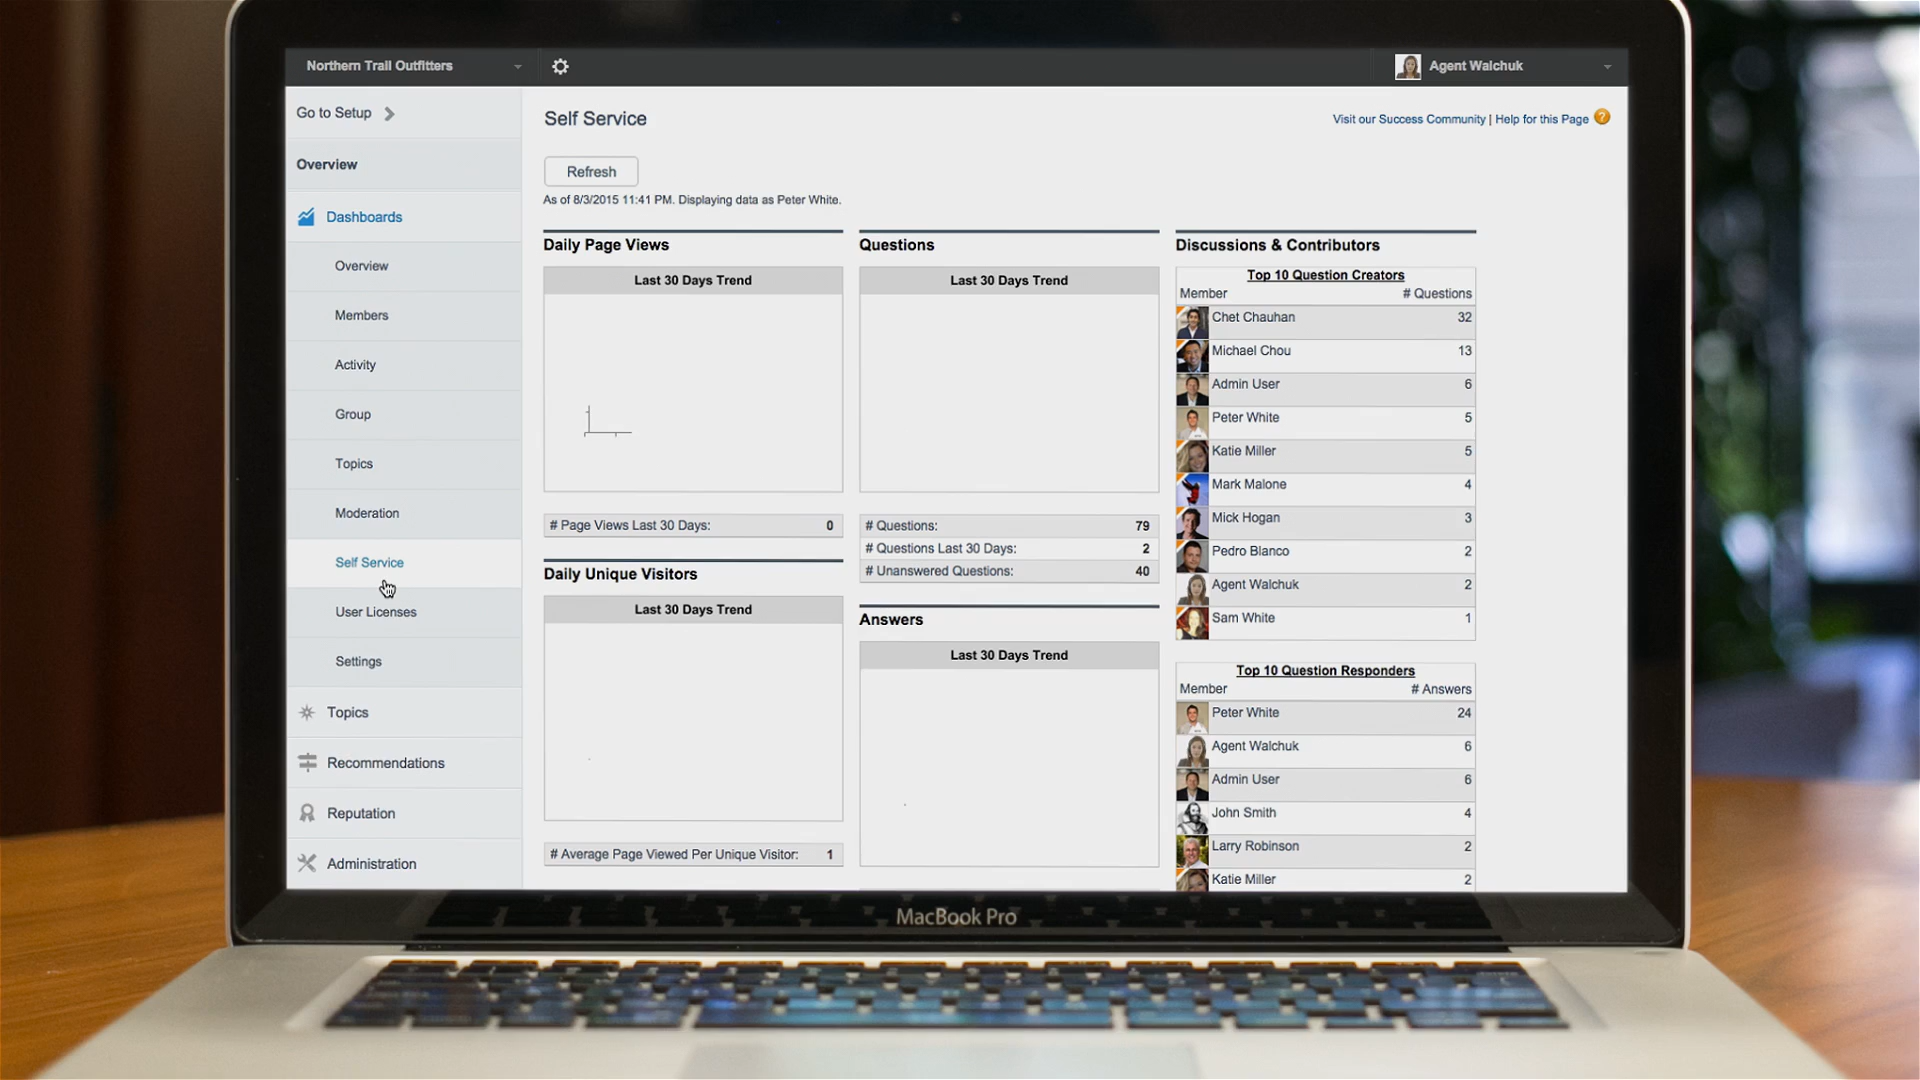 Northern Trail Outfitters
Agent Walchuk
Go to Setup
Overview
Dashboards
Overview
Members
Activity
Group
Topics
Moderation
Self Service
User Licenses
Settings
Topics
Recommendations
Reputation
Administration
Self Service
Visit our Success Community | Help for this Page ?
Refresh
As of 8/3/2015 11:41 PM. Displaying data as Peter White.
Daily Page Views
Last 30 Days Trend
# Page Views Last 30 Days: 0
Daily Unique Visitors
Last 30 Days Trend
# Average Page Viewed Per Unique Visitor: 1
Questions
Last 30 Days Trend
# Questions: 79
# Questions Last 30 Days: 2
# Unanswered Questions: 40
Answers
Last 30 Days Trend
Discussions & Contributors
Top 10 Question Creators
Member # Questions
Chet Chauhan 32
Michael Chou 13
Admin User 6
Peter White 5
Katie Miller 5
Mark Malone 4
Mick Hogan 3
Pedro Blanco 2
Agent Walchuk 2
Sam White 1
Top 10 Question Responders
Member # Answers
Peter White 24
Agent Walchuk 6
Admin User 6
John Smith 4
Larry Robinson 2
Katie Miller 2
MacBook Pro